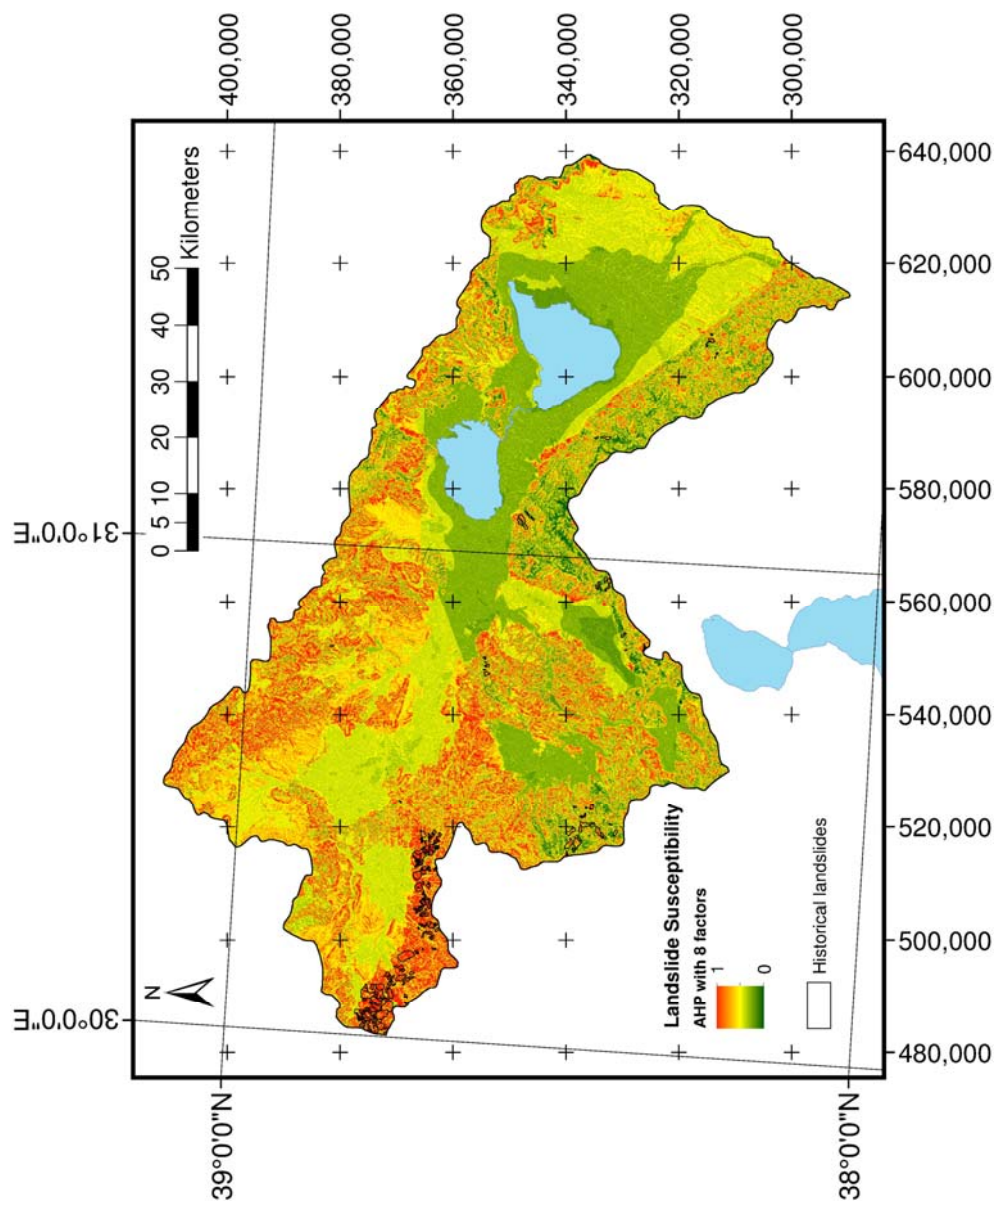 30°0'0"E
31°0'0"E
39°0'0"N
38°0'0"N
400,000
380,000
360,000
340,000
320,000
300,000
N
0 5 10 20 30 40 50
Kilometers
Landslide Susceptibility
AHP with 8 factors
1
0
Historical landslides
480,000
500,000
520,000
540,000
560,000
580,000
600,000
620,000
640,000